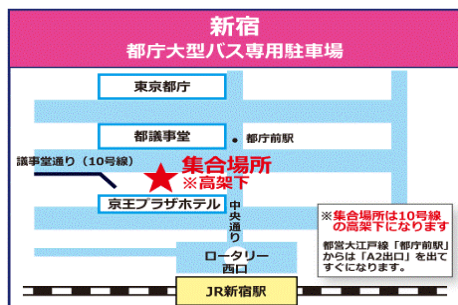 新宿
都庁大型バス専用駐車場
東京都庁
都議事堂
都庁前駅
議事堂通り（10号線）
集合場所
※高架下
京王プラザホテル
中央通り
ロータリー
西口
JR新宿駅
※集合場所は10号線
の高架下になります
都営大江戸線「都庁前駅」
からは「A2出口」を出て
すぐになります。